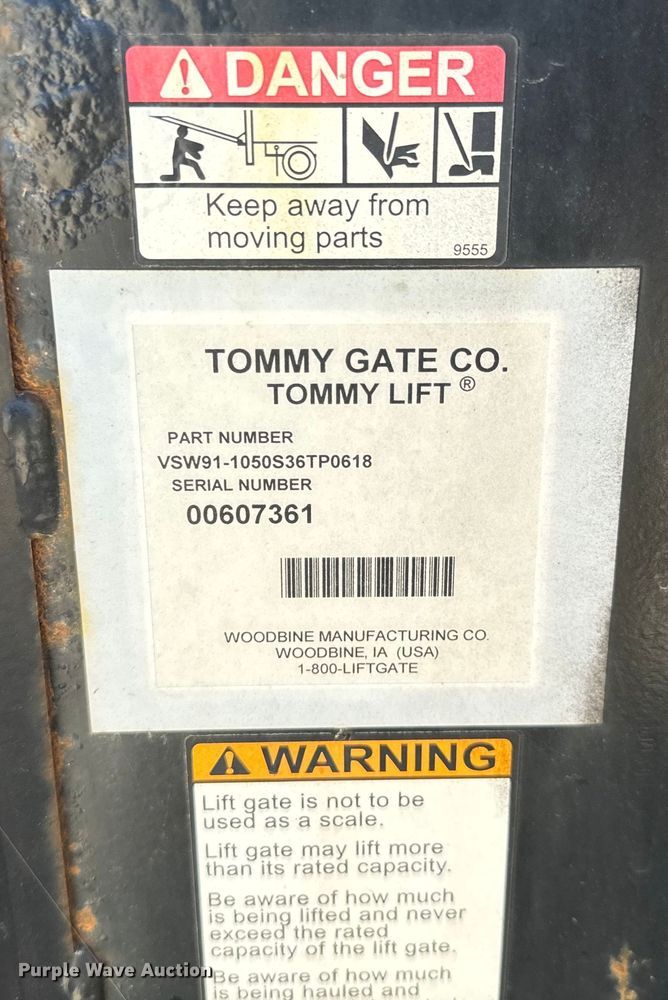 DANGER
Keep away from
moving parts
9555
TOMMY GATE CO.
TOMMY LIFT ®
PART NUMBER
VSW91-1050S36TP0618
SERIAL NUMBER
00607361
WOODBINE MANUFACTURING CO.
WOODBINE, IA (USA)
1-800-LIFTGATE
WARNING
Lift gate is not to be
used as a scale.
Lift gate may lift more
than its rated capacity.
Be aware of how much
is being lifted and never
exceed the rated
capacity of the lift gate.
Be aware of how much
is being hauled and
Purple Wave Auction